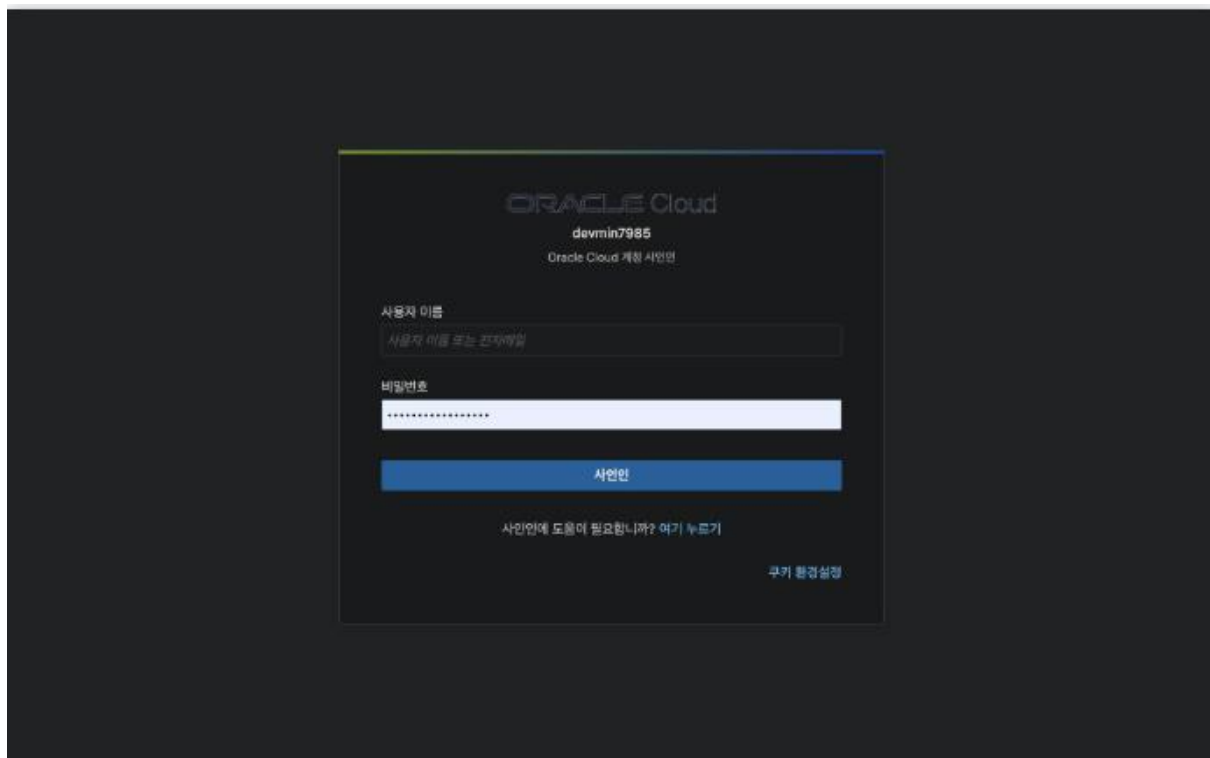 ORACLE Cloud
devmin7985
Oracle Cloud 계정 사인인
사용자 이름
사용자 이름 또는 전자메일
비밀번호
•••••••••••••••••
사인인
사인인에 도움이 필요합니까? 여기 누르기
쿠키 환경설정